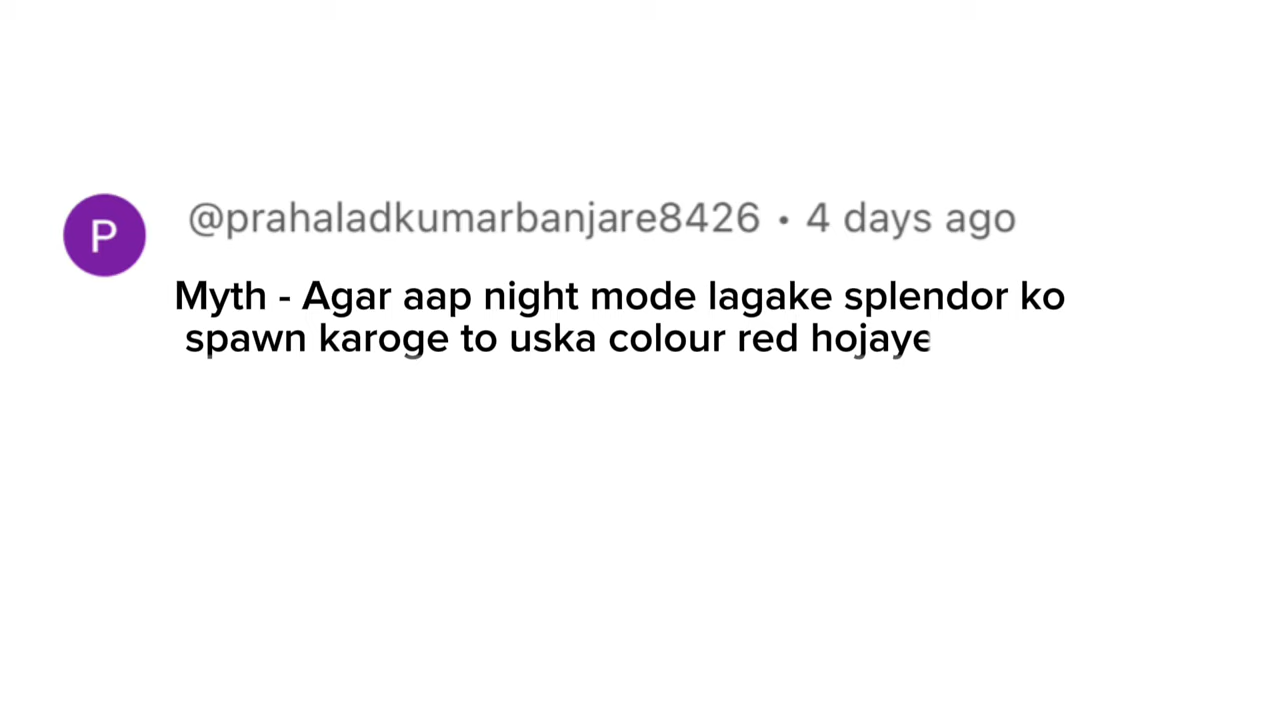 P
@prahaladkumarbanjare8426 • 4 days ago
Myth - Agar aap night mode lagake splendor ko
spawn karoge to uska colour red hojaye